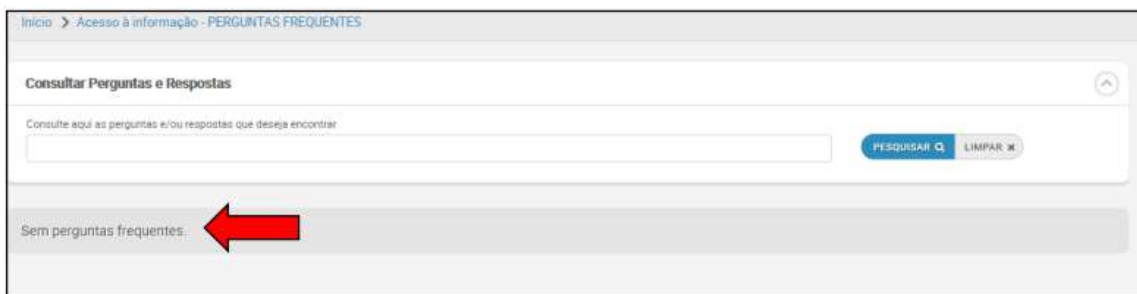 Início > Acesso à informação - PERGUNTAS FREQUENTES
Consultar Perguntas e Respostas
Consulte aqui as perguntas e/ou respostas que deseja encontrar
PESQUISAR LIMPAR ×
Sem perguntas frequentes.